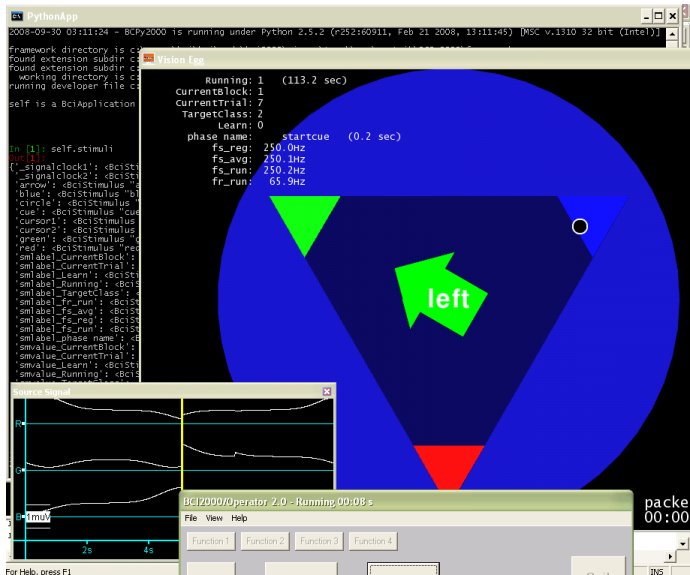 PythonApp
2008-09-30 03:11:24 - BCPy2000 is running under Python 2.5.2 (r252:60911, Feb 21 2008, 13:11:45) [MSC v.1310 32 bit (Intel)]
framework directory is c:
found extension subdir c:
found extension subdir c:
working directory is c:
running developer file c:
self is a BciApplication
In [1]: self.stimuli
Out[1]:
{'_signalclock1': <BciSti
'_signalclock2': <BciSti
'arrow': <BciStimulus "a
'blue': <BciStimulus "bl
'circle': <BciStimulus "
'cue': <BciStimulus "cue
'cursor1': <BciStimulus
'cursor2': <BciStimulus
'green': <BciStimulus "g
'red': <BciStimulus "red
'smlabel_CurrentBlock':
'smlabel_CurrentTrial':
'smlabel_Learn': <BciSti
'smlabel_Running': <BciS
'smlabel_TargetClass': <
'smlabel_fr_run': <BciSt
'smlabel_fs_avg': <BciSt
'smlabel_fs_reg': <BciSt
'smlabel_fs_run': <BciSt
'smlabel_phase name': <B
'smvalue_CurrentBlock':
'smvalue_CurrentTrial':
'smvalue_Learn': <BciSti
'smvalue_Running': <BciS
Vision Egg
Running: 1 (113.2 sec)
CurrentBlock: 1
CurrentTrial: 7
TargetClass: 2
Learn: 0
phase name: startcue (0.2 sec)
fs_reg: 250.0Hz
fs_avg: 250.1Hz
fs_run: 250.2Hz
fr_run: 65.9Hz
left
packe
00:00
Source Signal
R
G
B
1muV
2s
4s
BCI2000/Operator 2.0 - Running 00:08 s
File View Help
Function 1 Function 2 Function 3 Function 4
For Help, press F1
INS